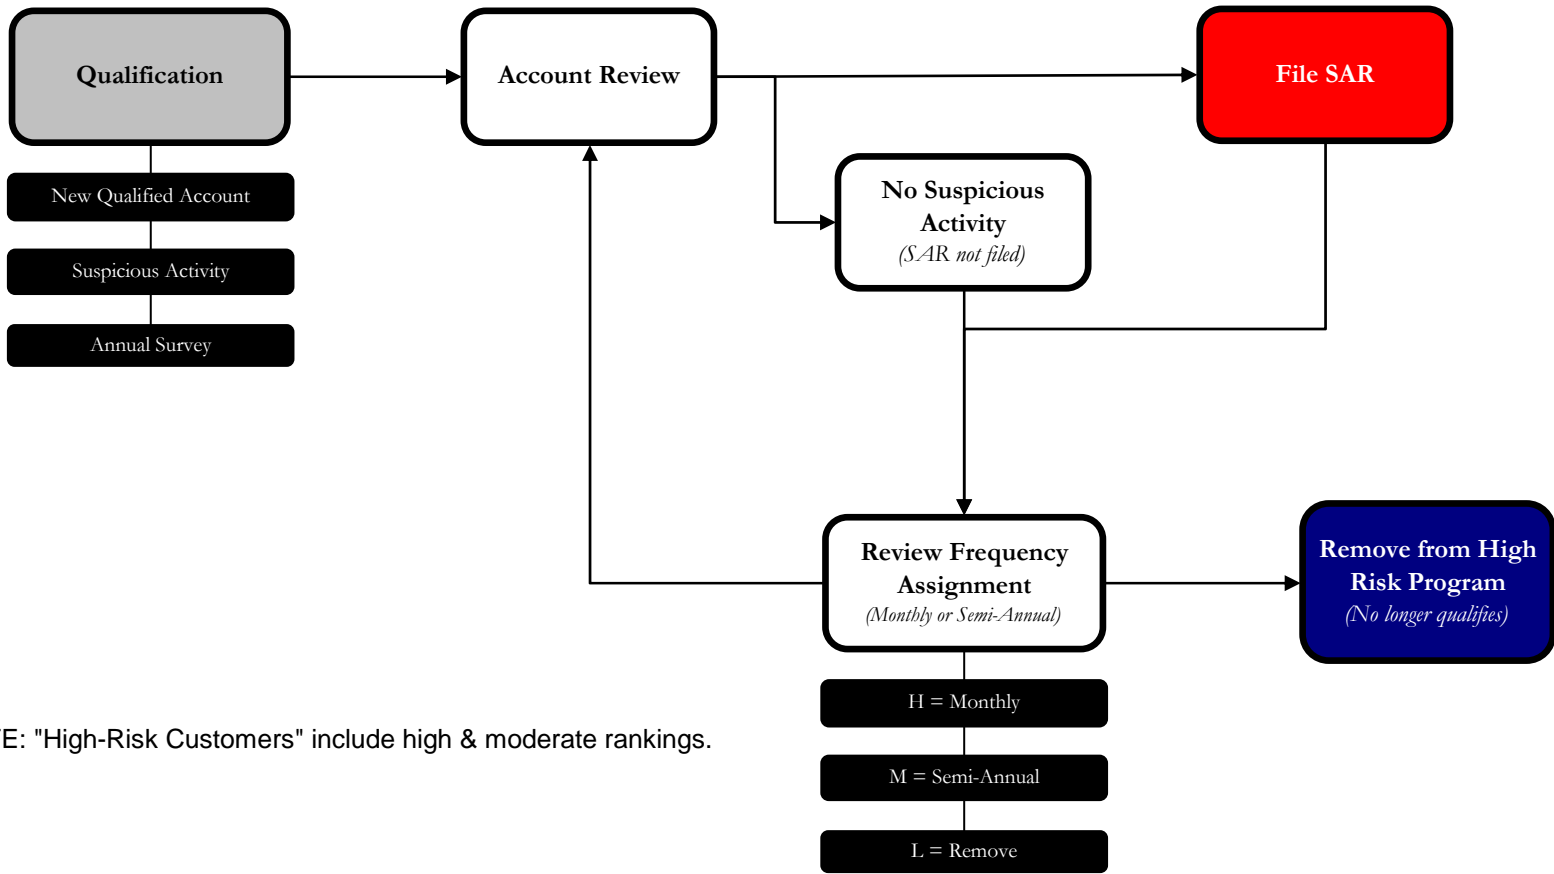 Qualification
Account Review
File SAR
New Qualified Account
Suspicious Activity
Annual Survey
No Suspicious
Activity
(SAR not filed)
Review Frequency
Assignment
(Monthly or Semi-Annual)
Remove from High
Risk Program
(No longer qualifies)
H = Monthly
M = Semi-Annual
L = Remove
E: "High-Risk Customers" include high & moderate rankings.